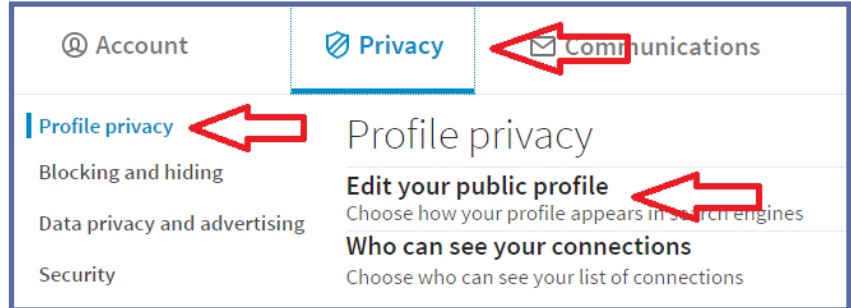 Account Privacy Communications
Profile privacy
Blocking and hiding
Data privacy and advertising
Security
Profile privacy
Edit your public profile
Choose how your profile appears in search engines
Who can see your connections
Choose who can see your list of connections